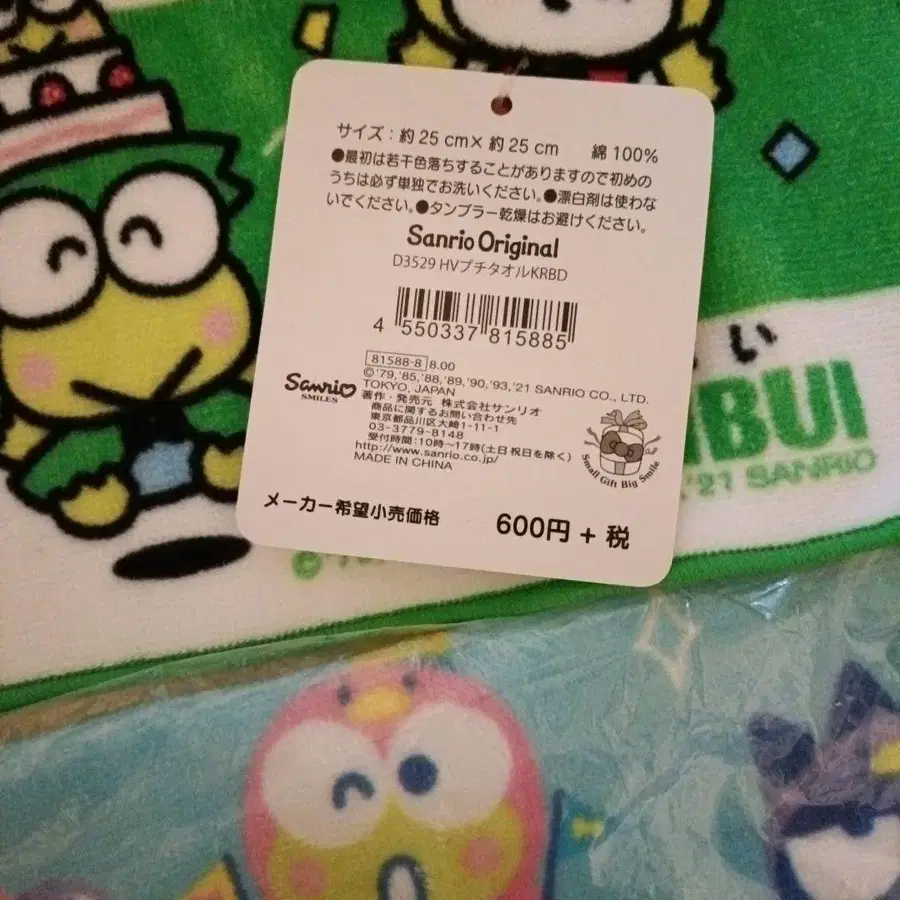 サイズ：約 25 cm× 約 25 cm　綿 100%
●最初は若干色落ちすることがありますので初めの
うちは必ず単独でお洗いください。●漂白剤は使わな
いでください。●タンブラー乾燥はお避けください。
Sanrio Original
D3529 HVプチタオルKRBD
4 550337 815885
81588-8 8.00
©'79,'85,'88,'89,'90,'93,'21 SANRIO CO., LTD.
TOKYO, JAPAN
著作・発売元 株式会社サンリオ
商品に関するお問い合わせ先
東京都品川区大崎1-11-1
03-3779-8148
受付時間：10時～17時(土日祝日を除く)
http://www.sanrio.co.jp/
MADE IN CHINA
Sanrio
SMILES
Small Gift Big Smile
メーカー希望小売価格　600円 + 税
い
BUI
'21 SANRIO
©